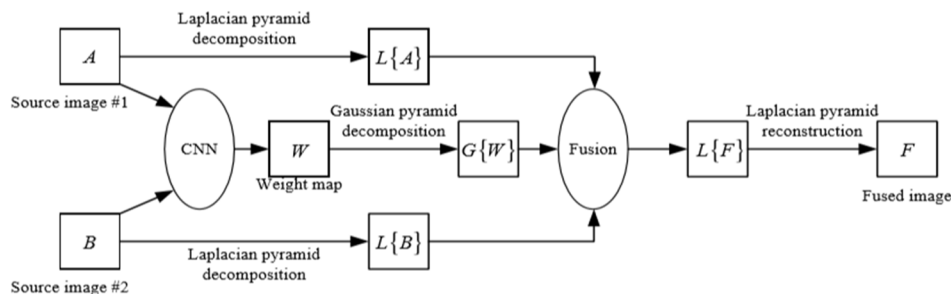 Laplacian pyramid
decomposition
A
L{A}
Source image #1
CNN
W
Weight map
Gaussian pyramid
decomposition
G{W}
Fusion
L{F}
Laplacian pyramid
reconstruction
F
Fused image
B
L{B}
Laplacian pyramid
decomposition
Source image #2